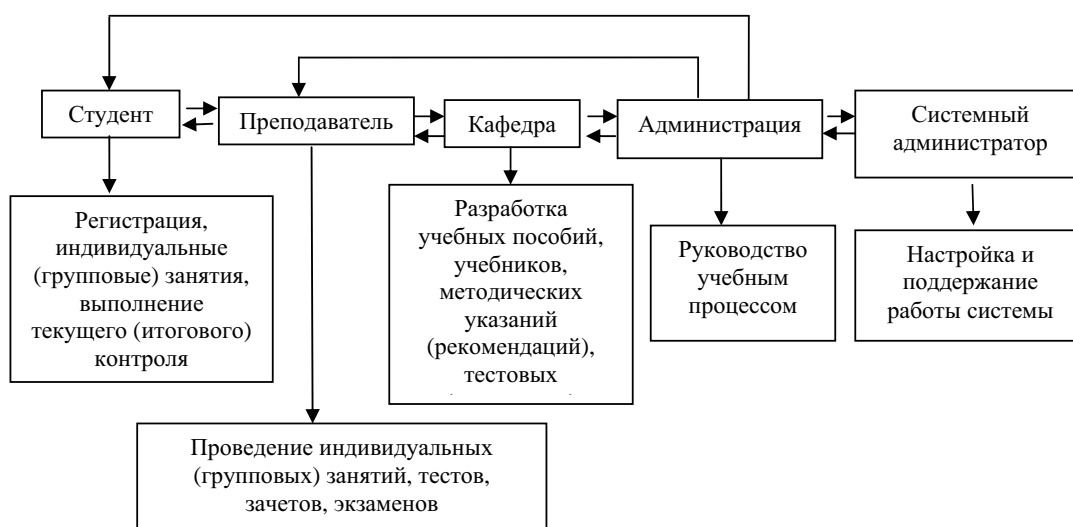 Студент
Преподаватель
Кафедра
Администрация
Системный
администратор
Регистрация,
индивидуальные
(групповые) занятия,
выполнение
текущего (итогового)
контроля
Разработка
учебных пособий,
учебников,
методических
указаний
(рекомендаций),
тестовых
Руководство
учебным
процессом
Настройка и
поддержание
работы системы
Проведение индивидуальных
(групповых) занятий, тестов,
зачетов, экзаменов